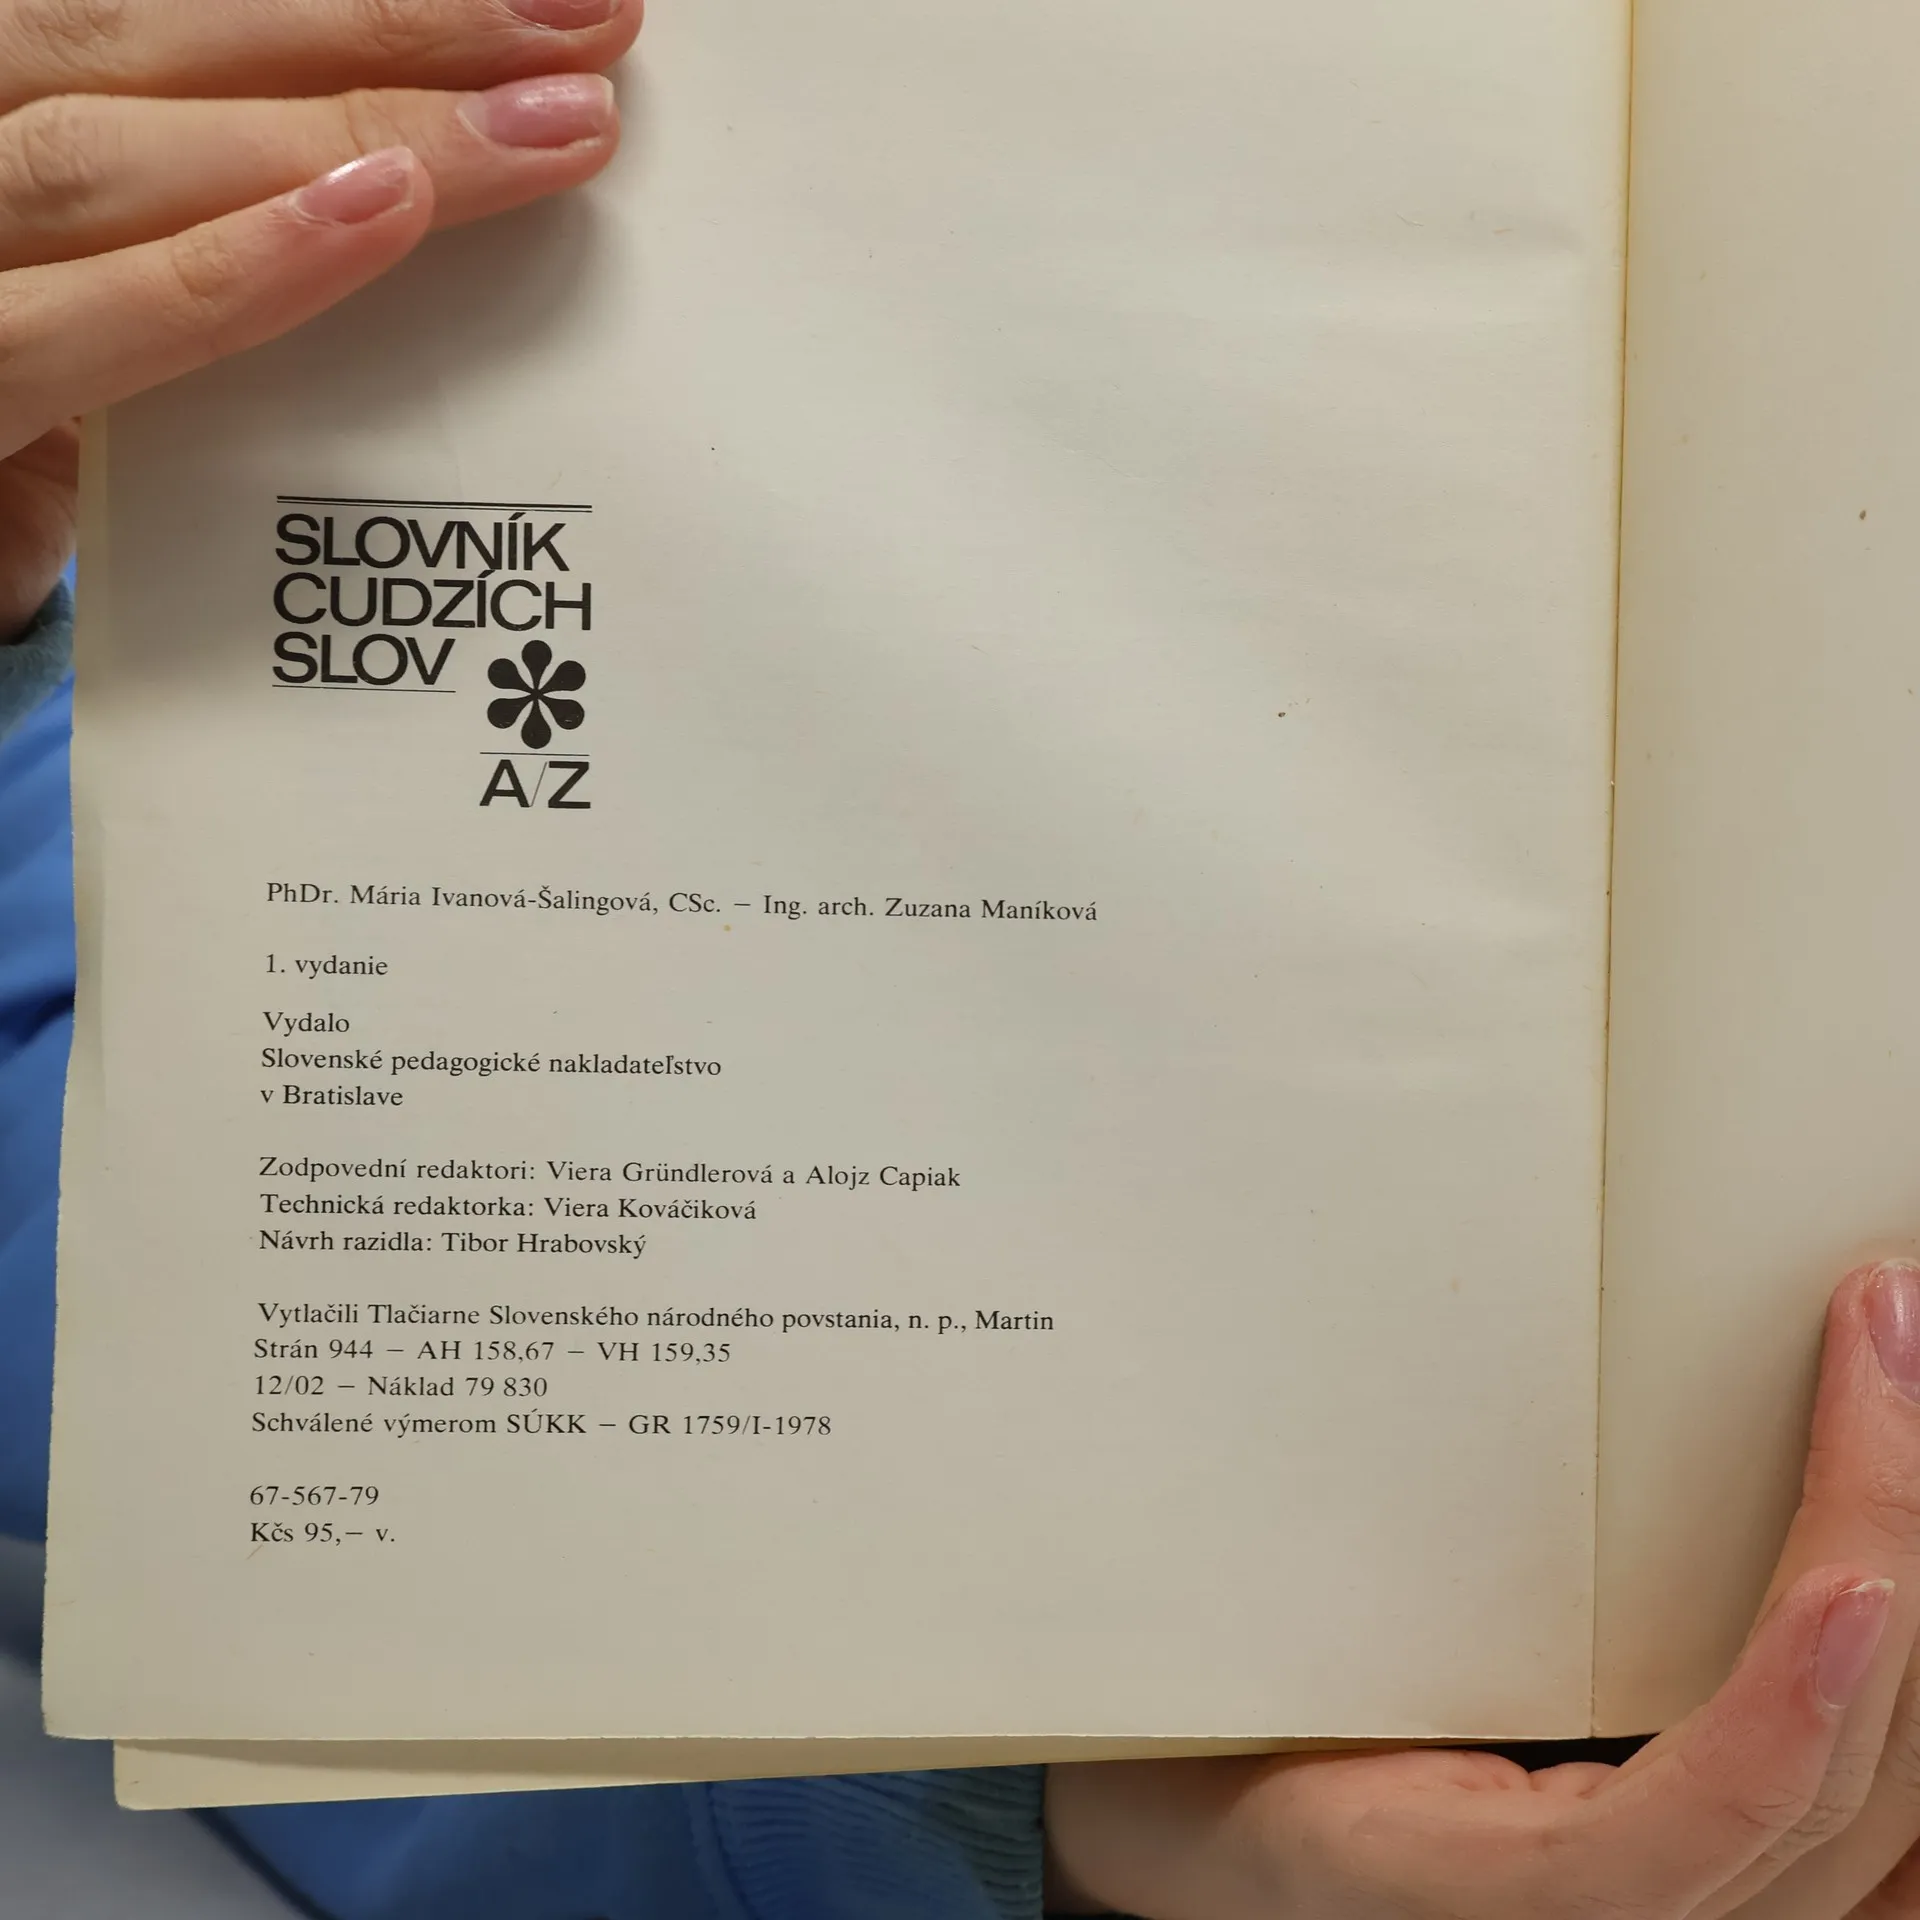 SLOVNÍK
CUDZÍCH
SLOV
A/Z
PhDr. Mária Ivanová-Šalingová, CSc. – Ing. arch. Zuzana Maníková
1. vydanie
Vydalo
Slovenské pedagogické nakladateľstvo
v Bratislave
Zodpovední redaktori: Viera Gründlerová a Alojz Capiak
Technická redaktorka: Viera Kováčiková
Návrh razidla: Tibor Hrabovský
Vytlačili Tlačiarne Slovenského národného povstania, n. p., Martin
Strán 944 – AH 158,67 – VH 159,35
12/02 – Náklad 79 830
Schválené výmerom SÚKK – GR 1759/I-1978
67-567-79
Kčs 95,– v.